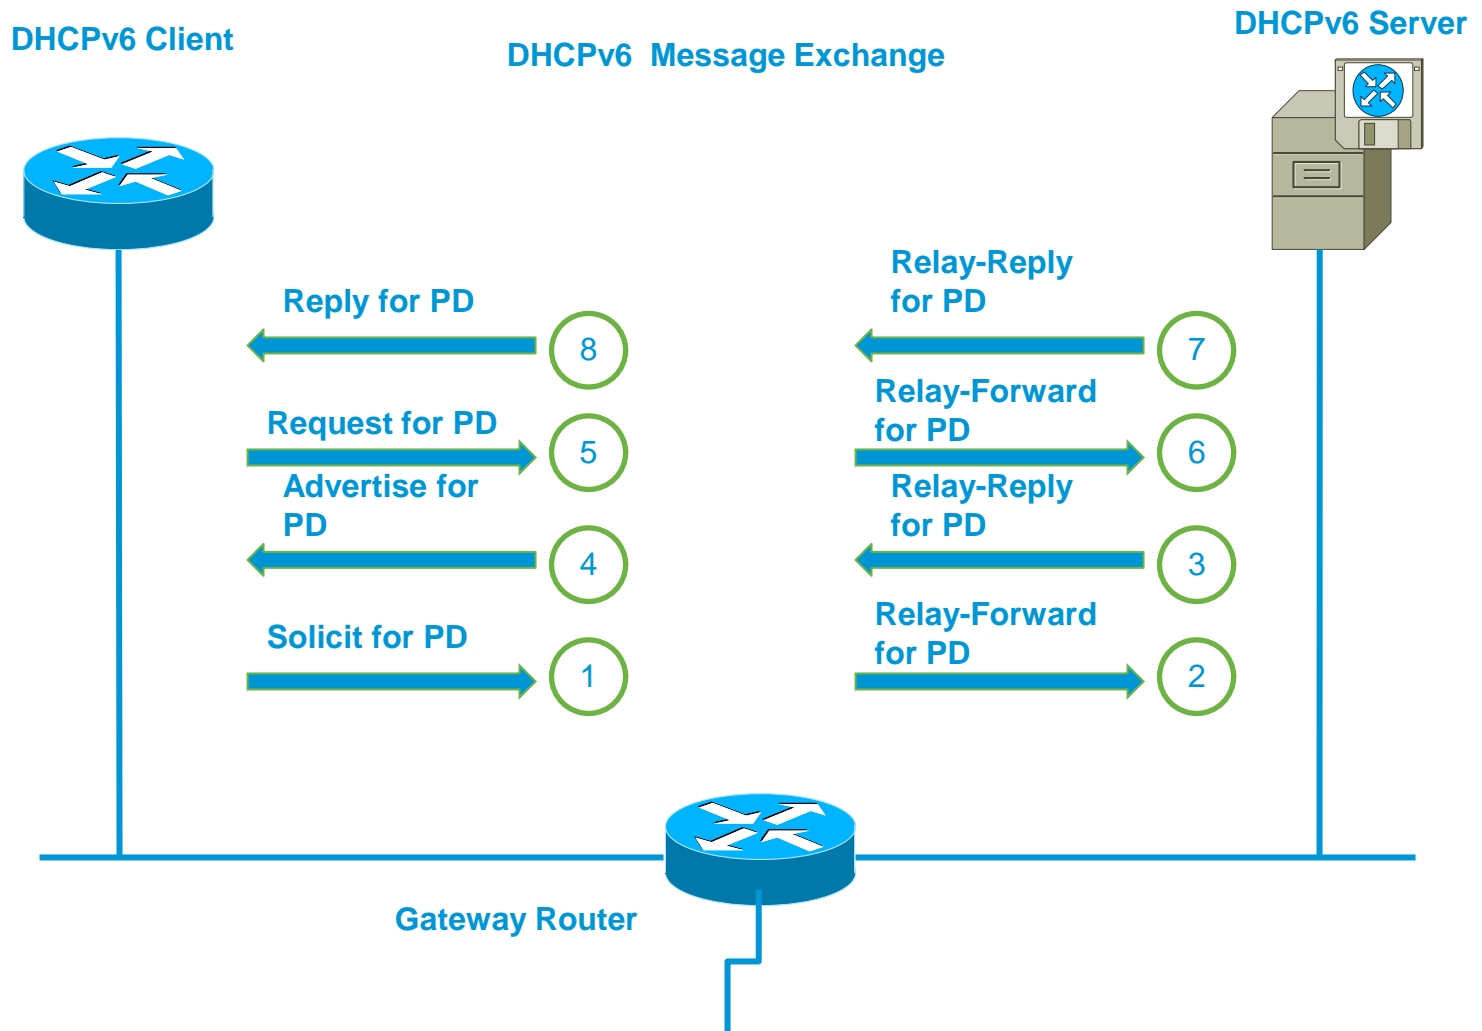 DHCPv6 Client
DHCPv6 Message Exchange
DHCPv6 Server
Reply for PD
8
Relay-Reply
for PD
7
Request for PD
5
Relay-Forward
for PD
6
Advertise for
PD
4
Relay-Reply
for PD
3
Solicit for PD
1
Relay-Forward
for PD
2
Gateway Router